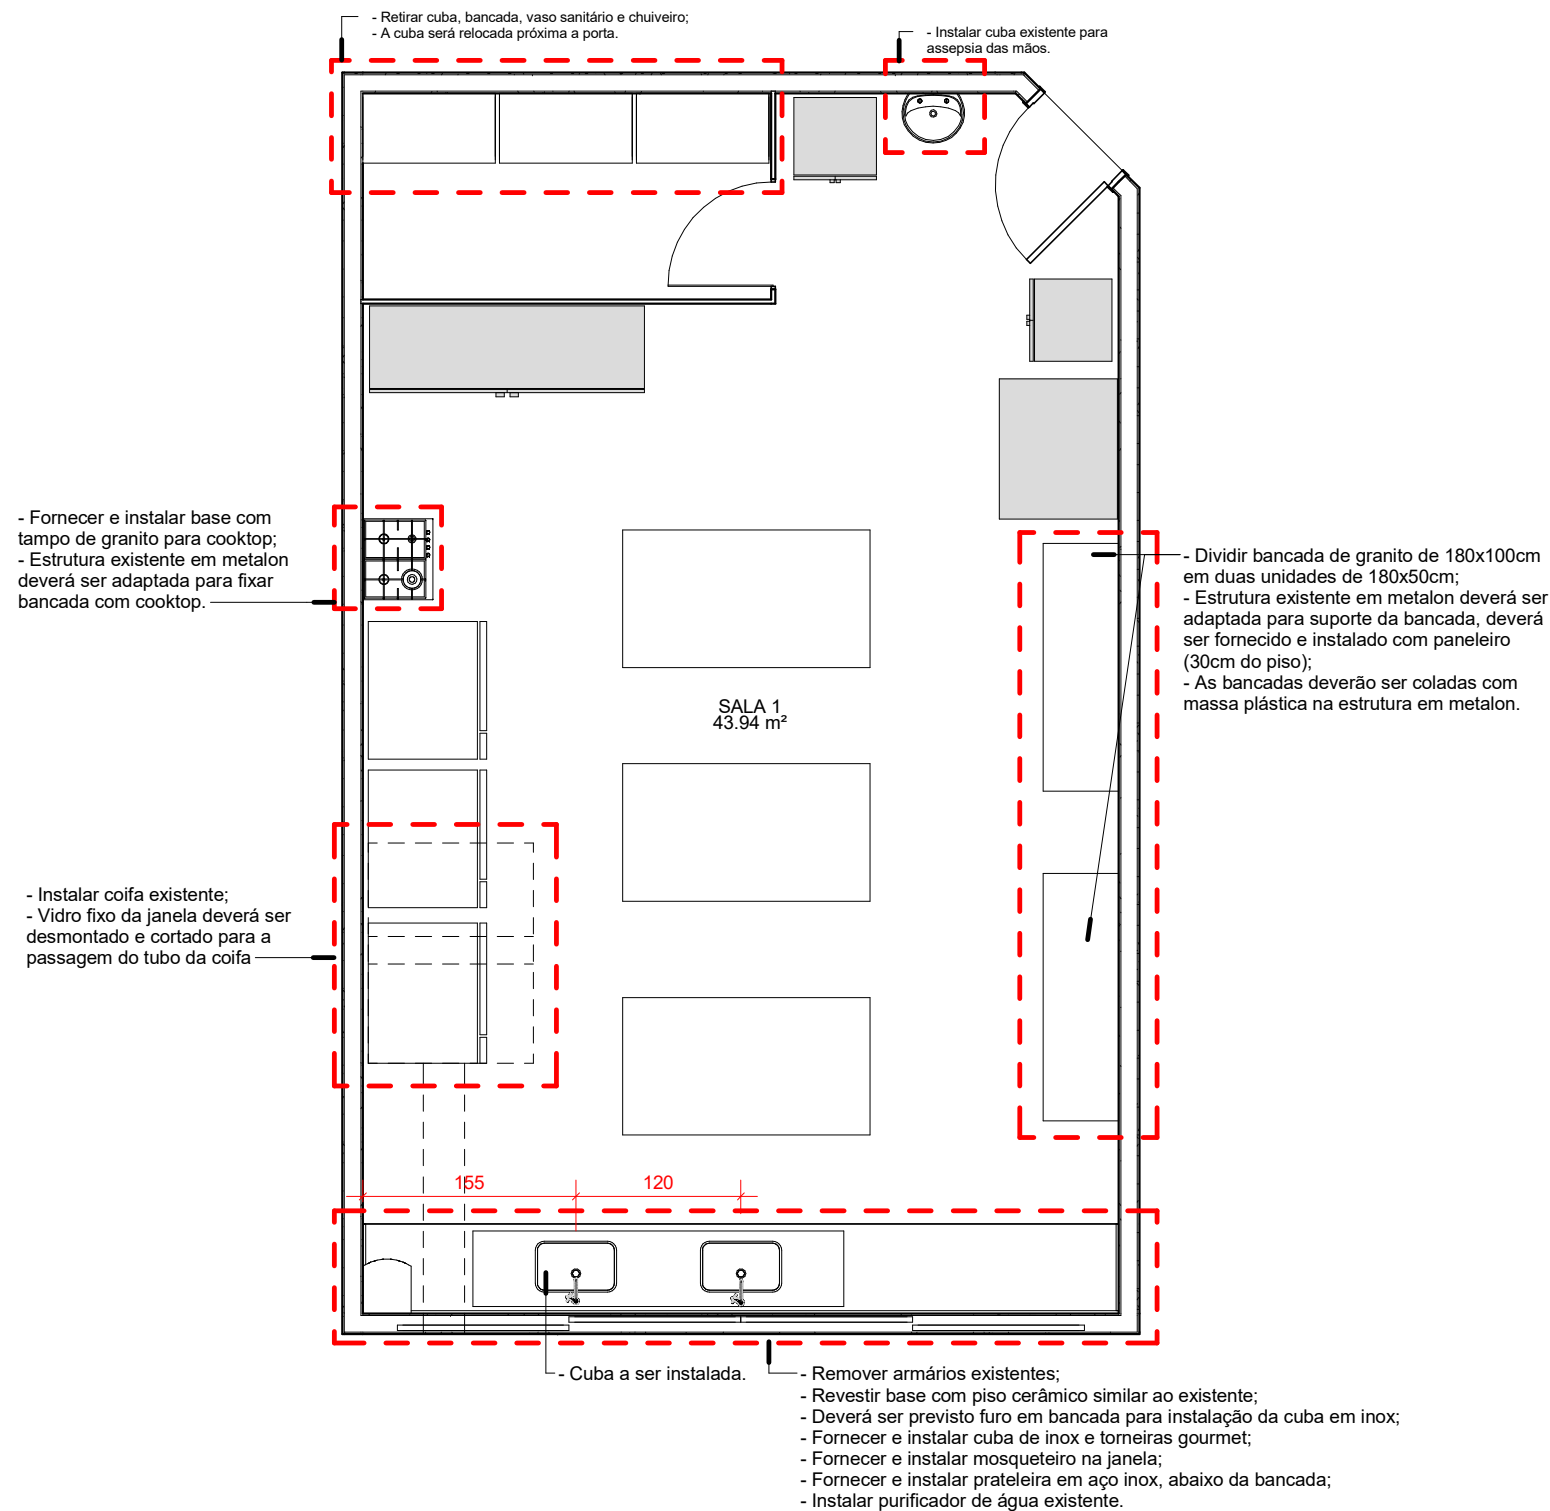 - Retirar cuba, bancada, vaso sanitário e chuiveiro;
- A cuba será relocada próxima a porta.
- Instalar cuba existente para
assepsia das mãos.
- Fornecer e instalar base com
tampo de granito para cooktop;
- Estrutura existente em metalon
deverá ser adaptada para fixar
bancada com cooktop.
- Dividir bancada de granito de 180x100cm
em duas unidades de 180x50cm;
- Estrutura existente em metalon deverá ser
adaptada para suporte da bancada, deverá
ser fornecido e instalado com paneleiro
(30cm do piso);
- As bancadas deverão ser coladas com
massa plástica na estrutura em metalon.
SALA 1
43.94 m²
- Instalar coifa existente;
- Vidro fixo da janela deverá ser
desmontado e cortado para a
passagem do tubo da coifa
155
120
- Cuba a ser instalada.
- Remover armários existentes;
- Revestir base com piso cerâmico similar ao existente;
- Deverá ser previsto furo em bancada para instalação da cuba em inox;
- Fornecer e instalar cuba de inox e torneiras gourmet;
- Fornecer e instalar mosqueteiro na janela;
- Fornecer e instalar prateleira em aço inox, abaixo da bancada;
- Instalar purificador de água existente.